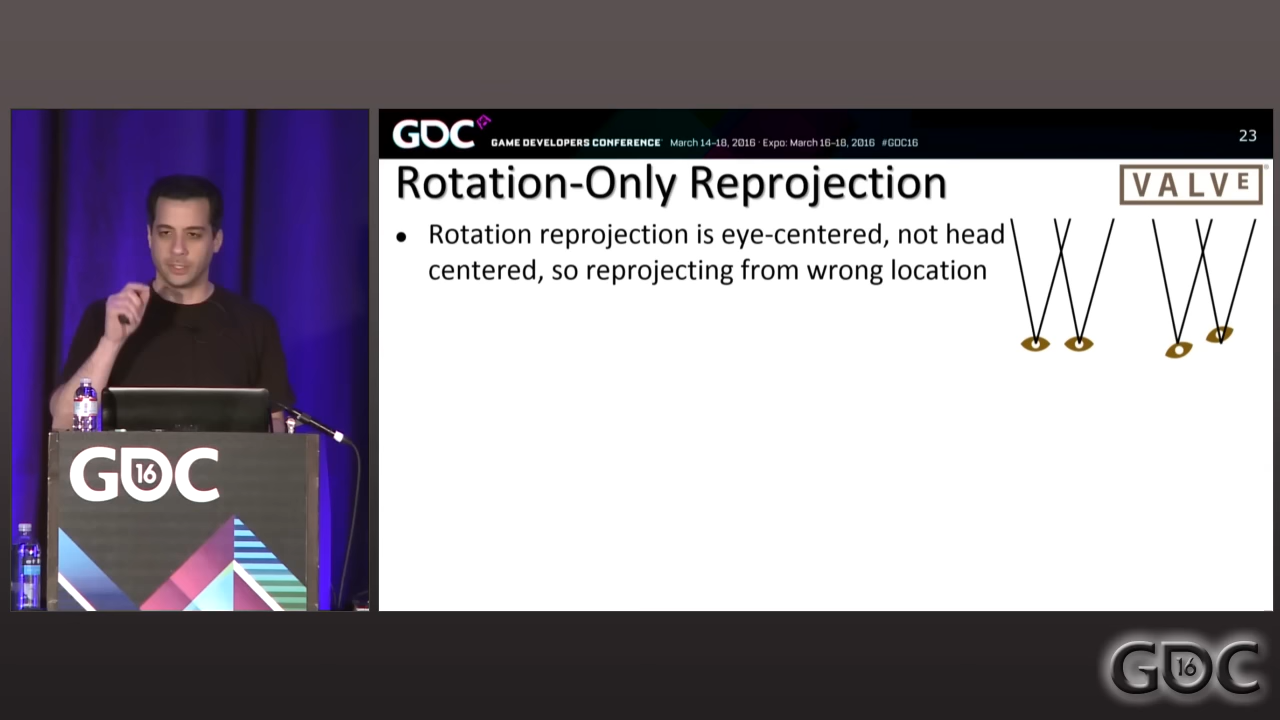 GDC
GAME DEVELOPERS CONFERENCE March 14–18, 2016 · Expo: March 16–18, 2016 #GDC16
23
Rotation-Only Reprojection
VALVE
• Rotation reprojection is eye-centered, not head
centered, so reprojecting from wrong location
GDC
16
GDC
16